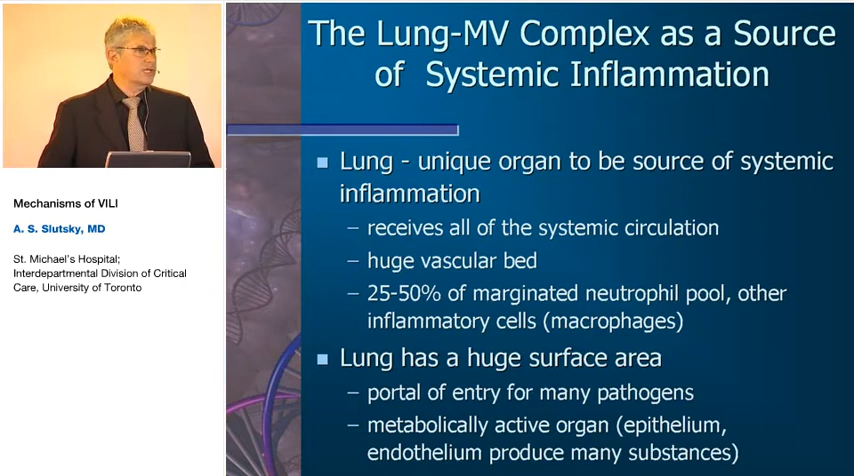 The Lung-MV Complex as a Source
of Systemic Inflammation
Lung - unique organ to be source of systemic
inflammation
– receives all of the systemic circulation
– huge vascular bed
– 25-50% of marginated neutrophil pool, other
inflammatory cells (macrophages)
Lung has a huge surface area
– portal of entry for many pathogens
– metabolically active organ (epithelium,
endothelium produce many substances)
Mechanisms of VILI
A. S. Slutsky, MD
St. Michael's Hospital;
Interdepartmental Division of Critical
Care, University of Toronto